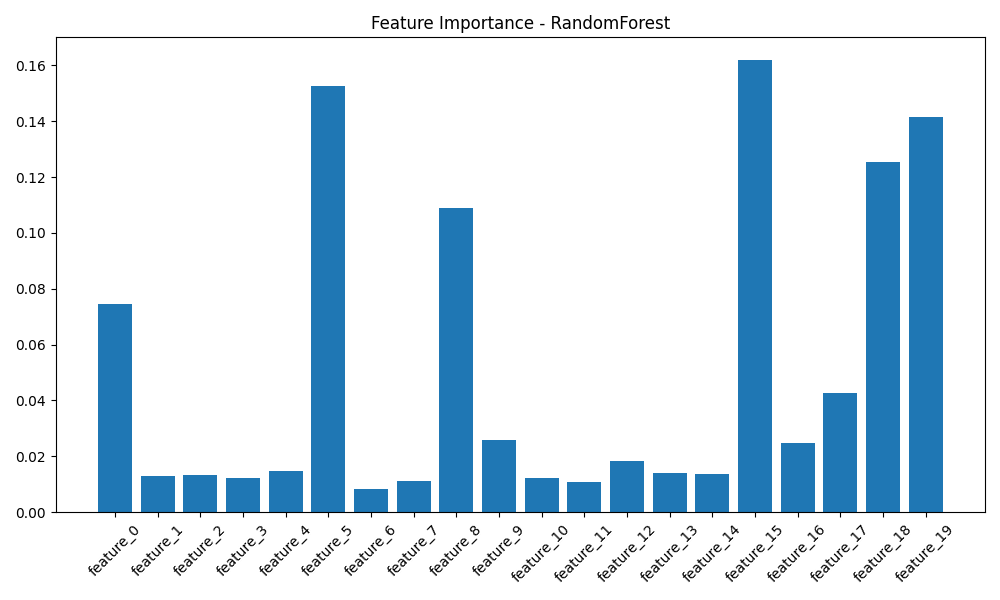 Feature Importance - RandomForest
0.16
0.14
0.12
0.10
0.08
0.06
0.04
0.02
0.00
feature_0
feature_1
feature_2
feature_3
feature_4
feature_5
feature_6
feature_7
feature_8
feature_9
feature_10
feature_11
feature_12
feature_13
feature_14
feature_15
feature_16
feature_17
feature_18
feature_19